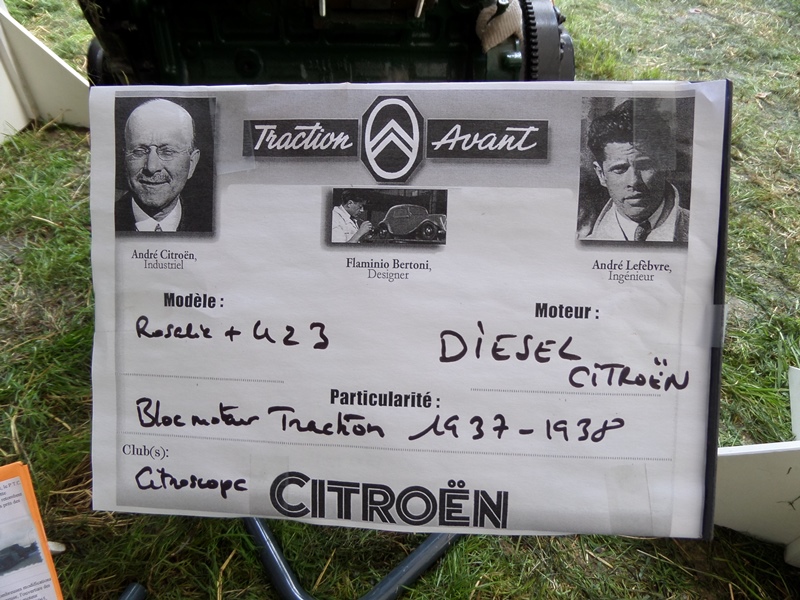 Traction Avant
André Citroën,
Industriel
Flaminio Bertoni,
Designer
André Lefèbvre,
Ingénieur
Modèle :
Rosalie + U23
Moteur :
DIESEL
CITROËN
Particularité :
Bloc moteur Traction 1937-1938
Club(s):
Citroscope
CITROËN